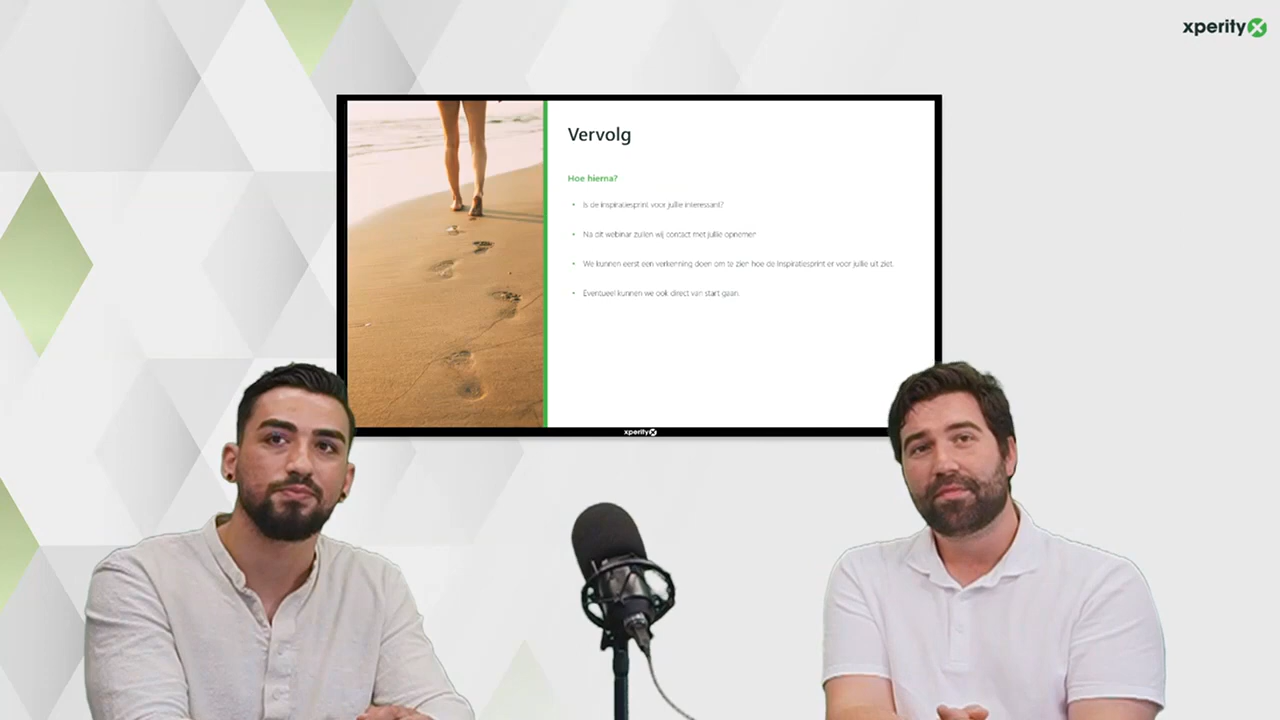 xperity
Vervolg
Hoe hierna?
• Is de Inspiratiesprint voor jullie interessant?
• Na dit webinar zullen wij contact met jullie opnemen
• We kunnen eerst een verkenning doen om te zien hoe de Inspiratiesprint er voor jullie uit ziet.
• Eventueel kunnen we ook direct van start gaan.
xperity